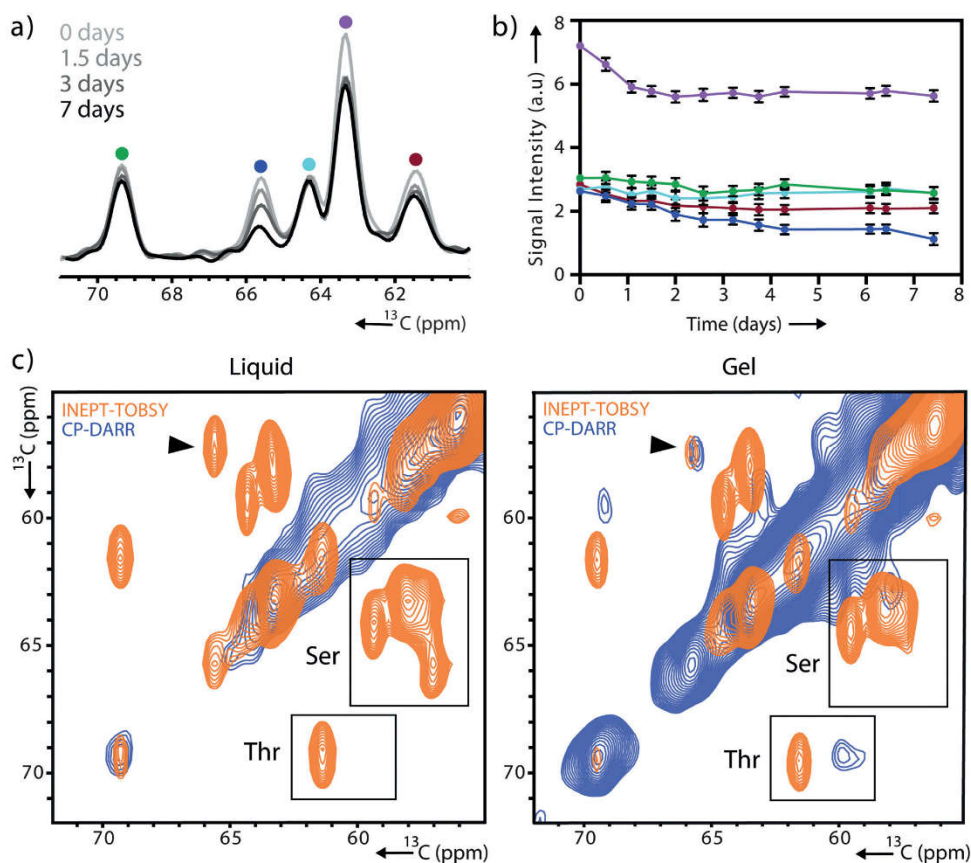 a)
0 days
1.5 days
3 days
7 days
70 68 66 64 62
¹³C (ppm)
b)
Signal Intensity (a.u)
8
6
4
2
0
0 1 2 3 4 5 6 7 8
Time (days)
c)
Liquid
INEPT-TOBSY
CP-DARR
¹³C (ppm)
60
65
70
Ser
Thr
70 65 60
¹³C (ppm)
Gel
INEPT-TOBSY
CP-DARR
¹³C (ppm)
60
65
70
Ser
Thr
70 65 60
¹³C (ppm)